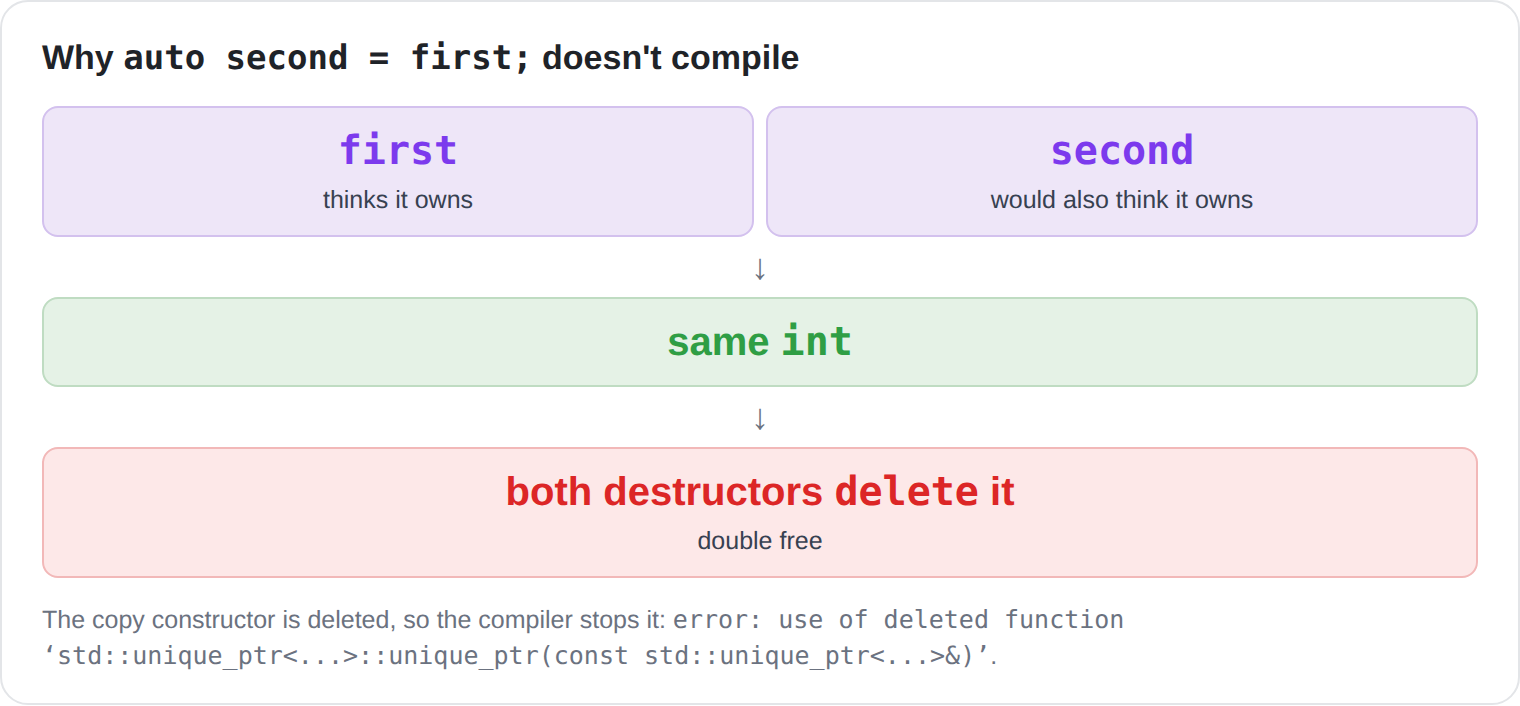 Why auto second = first; doesn't compile
first
thinks it owns
second
would also think it owns
↓
same int
↓
both destructors delete it
double free
The copy constructor is deleted, so the compiler stops it: error: use of deleted function
‘std::unique_ptr<...>::unique_ptr(const std::unique_ptr<...>&)’.